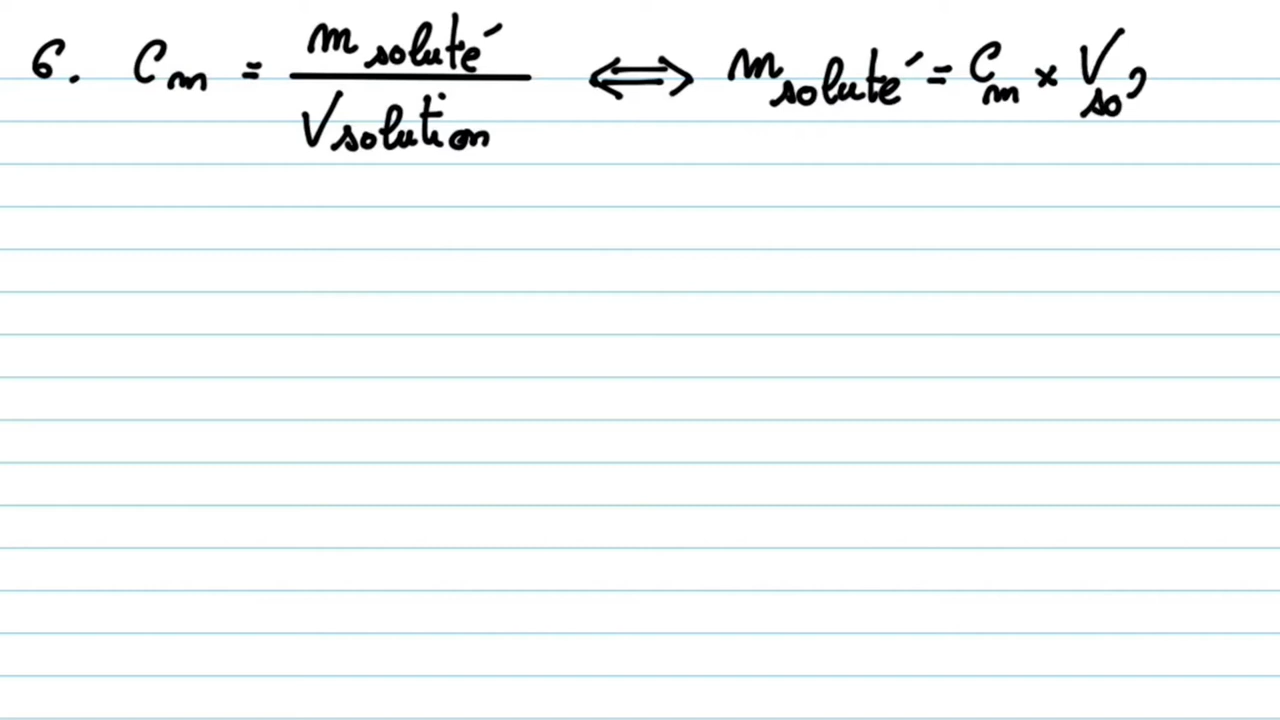 6. Cm = m soluté / V solution ⟺ m soluté = Cm × V so